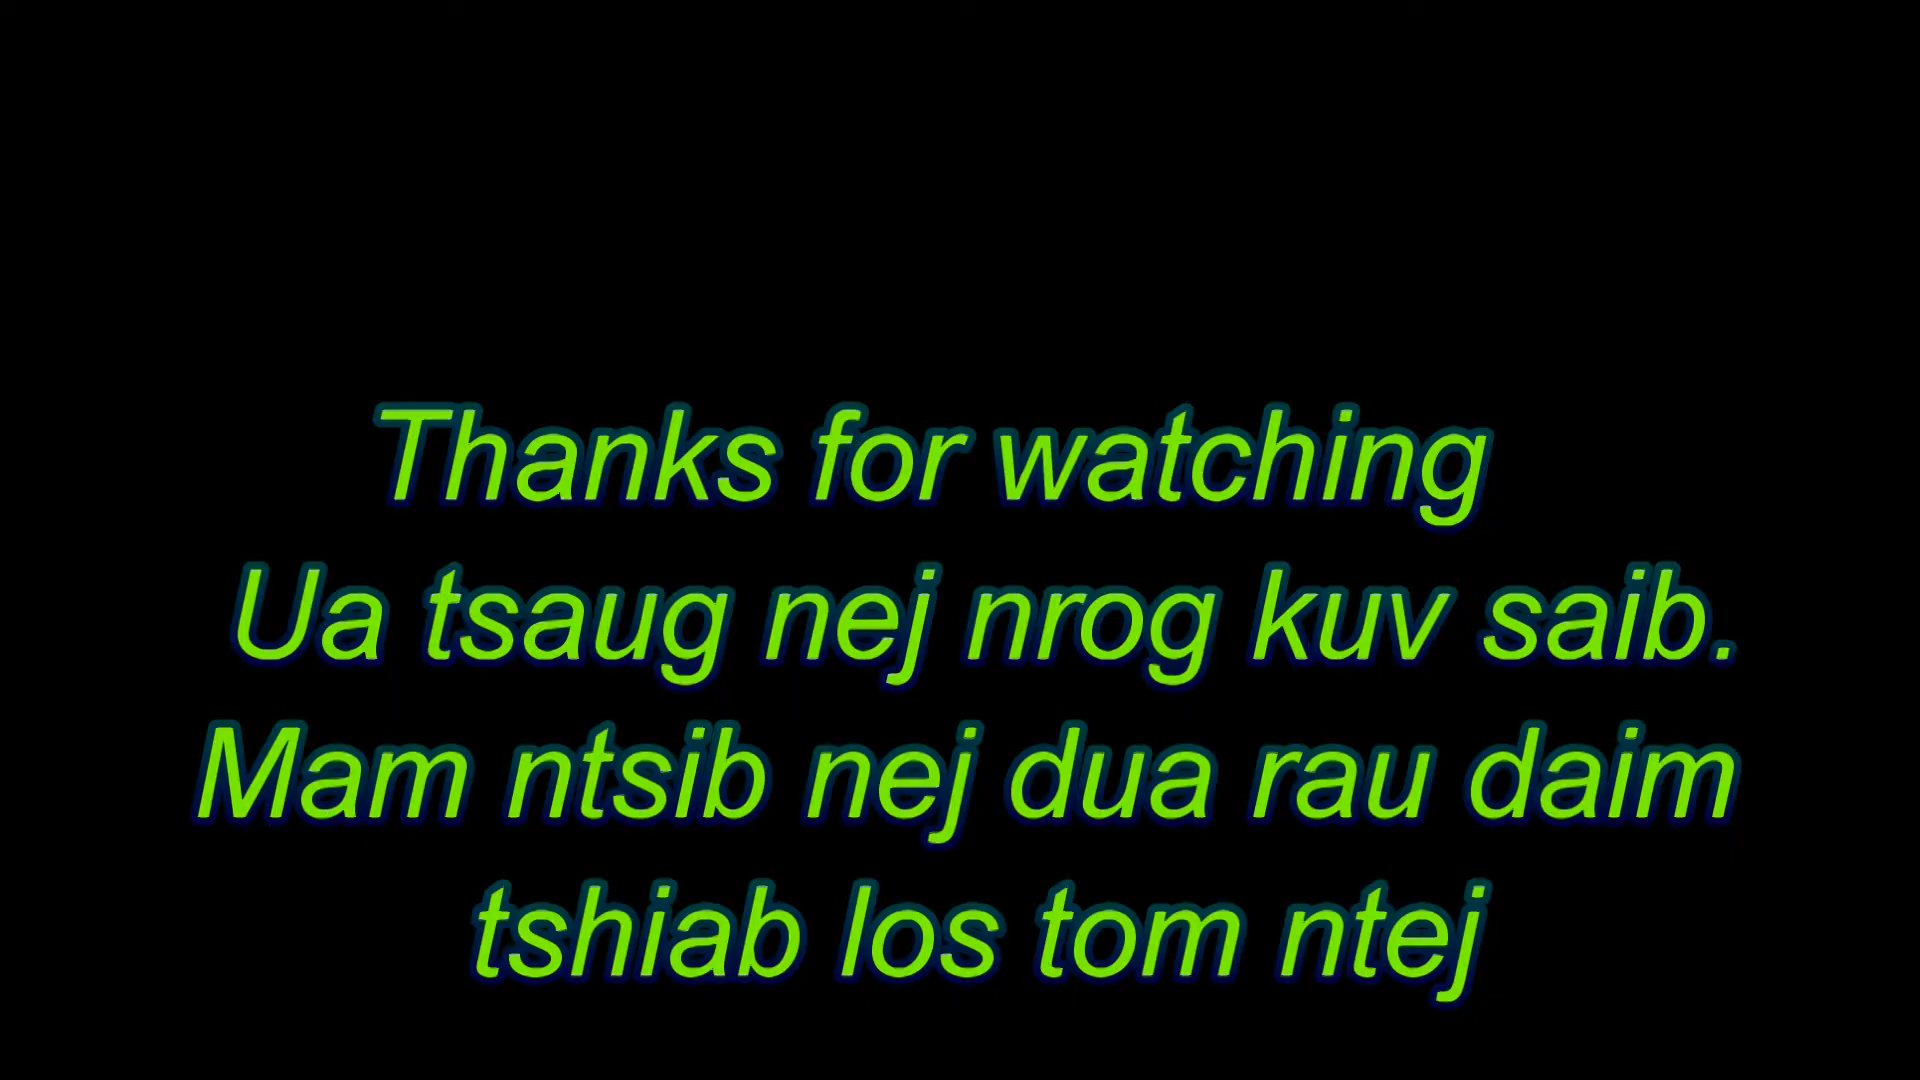 Thanks for watching
Ua tsaug nej nrog kuv saib.
Mam ntsib nej dua rau daim
tshiab los tom ntej